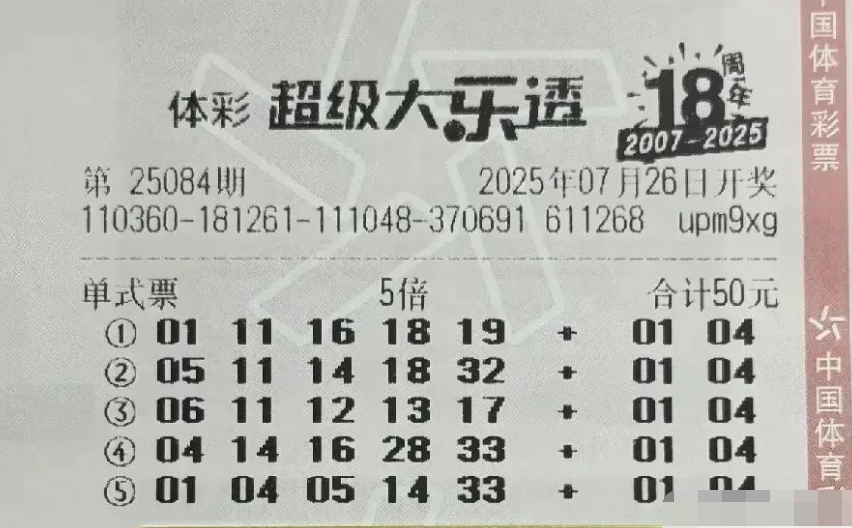 体彩 超级大乐透 18周年
2007-2025
第 25084期 2025年07月26日开奖
110360-181261-111048-370691 611268 upm9xg
单式票 5倍 合计50元
① 01 11 16 18 19 + 01 04
② 05 11 14 18 32 + 01 04
③ 06 11 12 13 17 + 01 04
④ 04 14 16 28 33 + 01 04
⑤ 01 04 05 14 33 + 01 04
中国体育彩票
中国体育彩